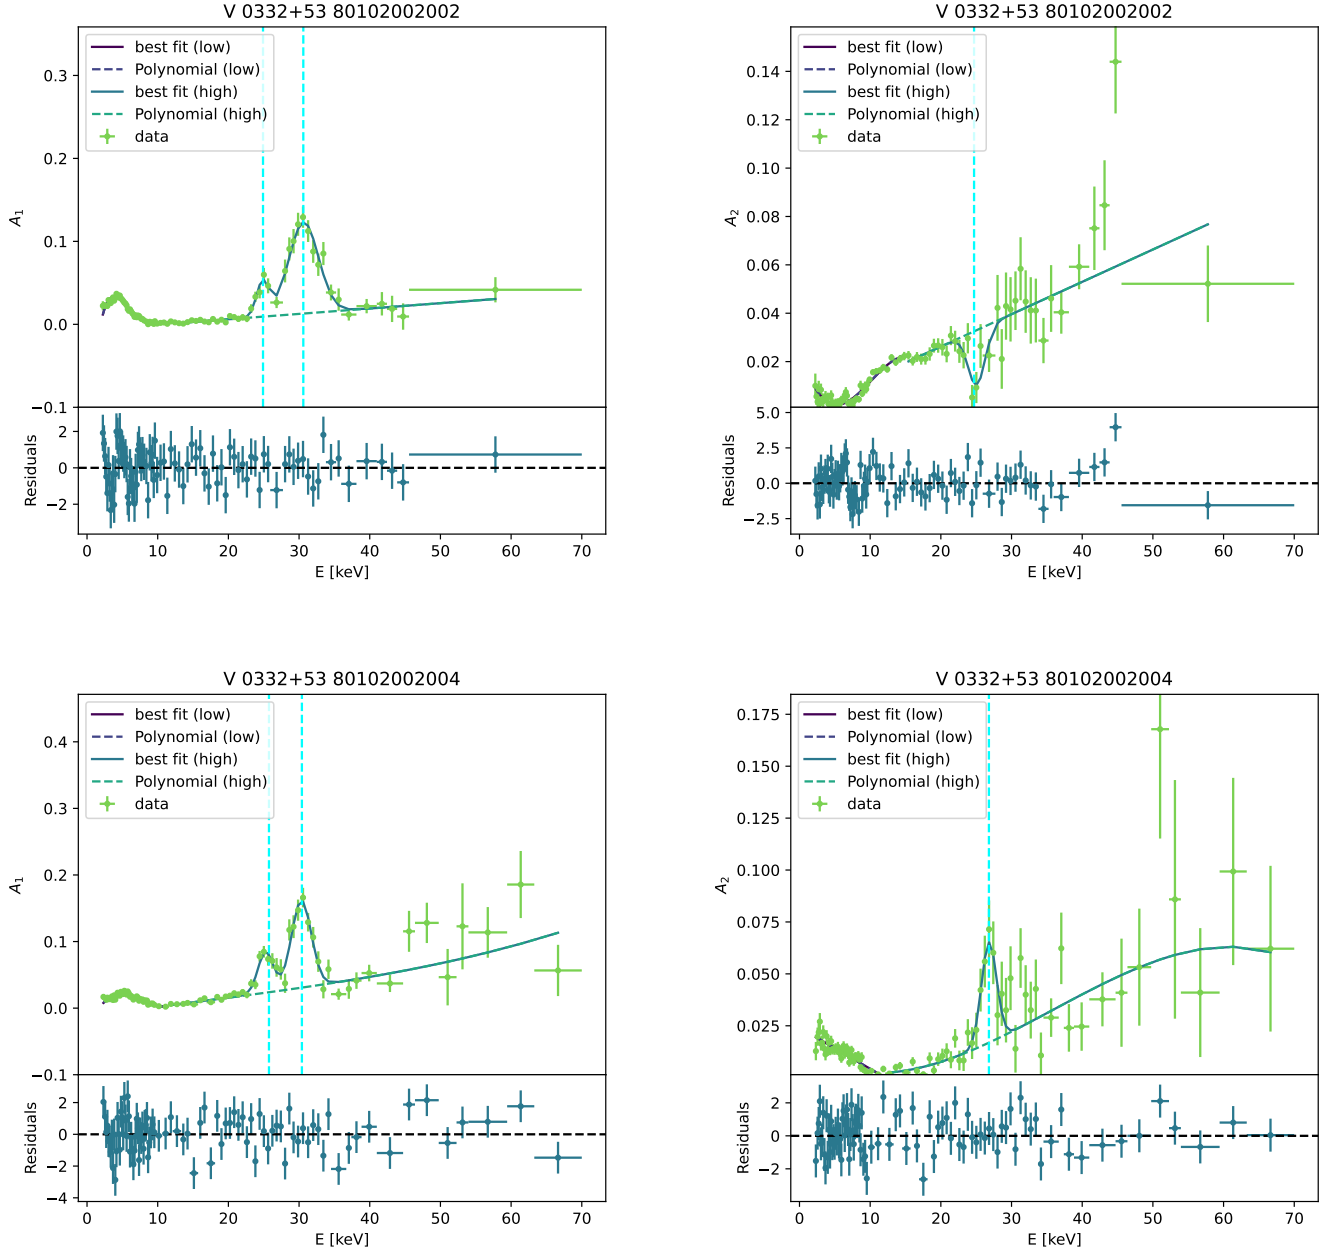 V 0332+53 80102002002
best fit (low)
Polynomial (low)
best fit (high)
Polynomial (high)
data
0.3
0.2
0.1
0.0
−0.1
A1
2
0
−2
Residuals
0 10 20 30 40 50 60 70
E [keV]
V 0332+53 80102002002
best fit (low)
Polynomial (low)
best fit (high)
Polynomial (high)
data
0.14
0.12
0.10
0.08
0.06
0.04
0.02
A2
5.0
2.5
0.0
−2.5
Residuals
0 10 20 30 40 50 60 70
E [keV]
V 0332+53 80102002004
best fit (low)
Polynomial (low)
best fit (high)
Polynomial (high)
data
0.4
0.3
0.2
0.1
0.0
−0.1
A1
2
0
−2
−4
Residuals
0 10 20 30 40 50 60 70
E [keV]
V 0332+53 80102002004
best fit (low)
Polynomial (low)
best fit (high)
Polynomial (high)
data
0.175
0.150
0.125
0.100
0.075
0.050
0.025
A2
2
0
−2
Residuals
0 10 20 30 40 50 60 70
E [keV]